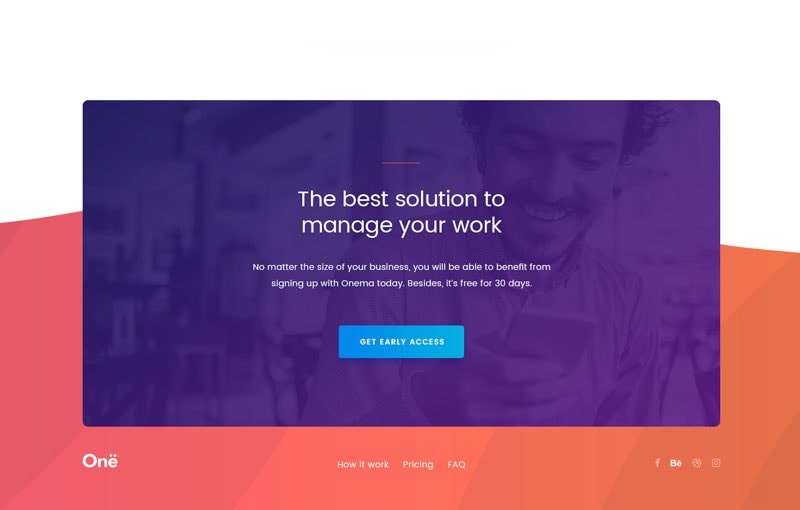 The best solution to
manage your work
No matter the size of your business, you will be able to benefit from
signing up with Onema today. Besides, it's free for 30 days.
GET EARLY ACCESS
Onë
How it work Pricing FAQ
Bē